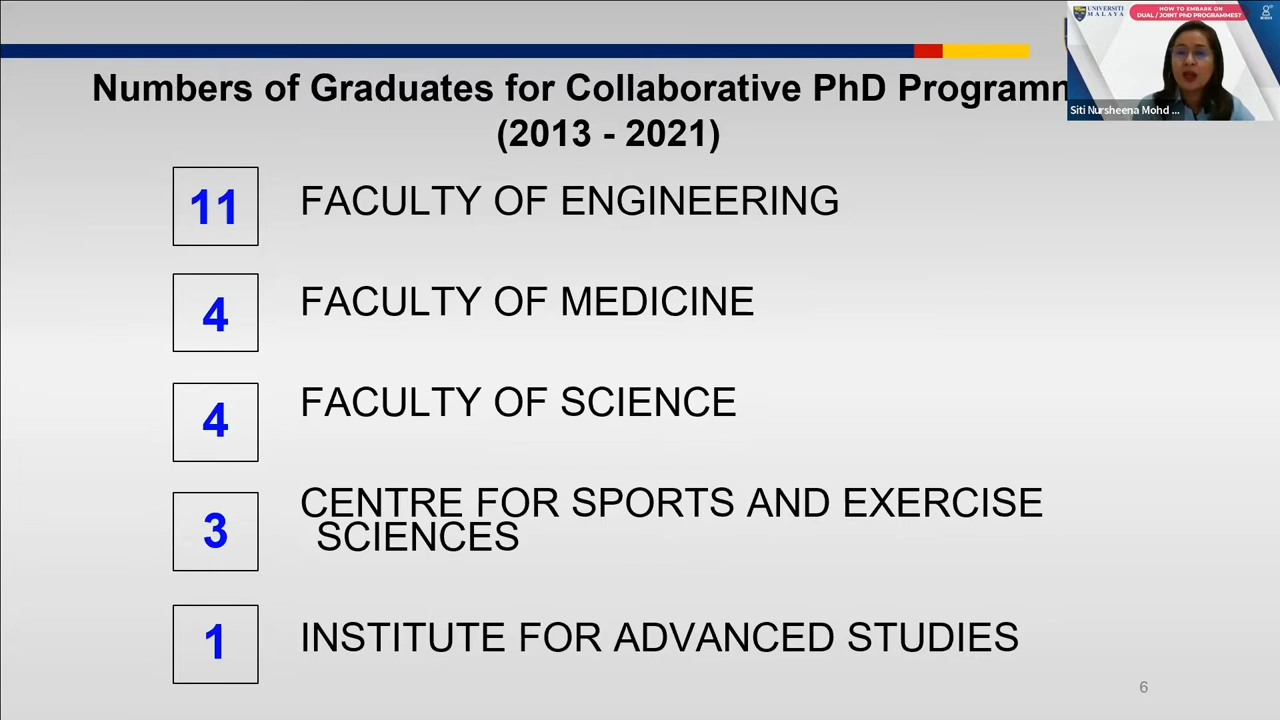 UNIVERSITI
MALAYA
HOW TO EMBARK ON
DUAL / JOINT PhD PROGRAMMES?
Siti Nursheena Mohd ...
Numbers of Graduates for Collaborative PhD Programm
(2013 - 2021)
11 FACULTY OF ENGINEERING
4 FACULTY OF MEDICINE
4 FACULTY OF SCIENCE
3 CENTRE FOR SPORTS AND EXERCISE
SCIENCES
1 INSTITUTE FOR ADVANCED STUDIES
6